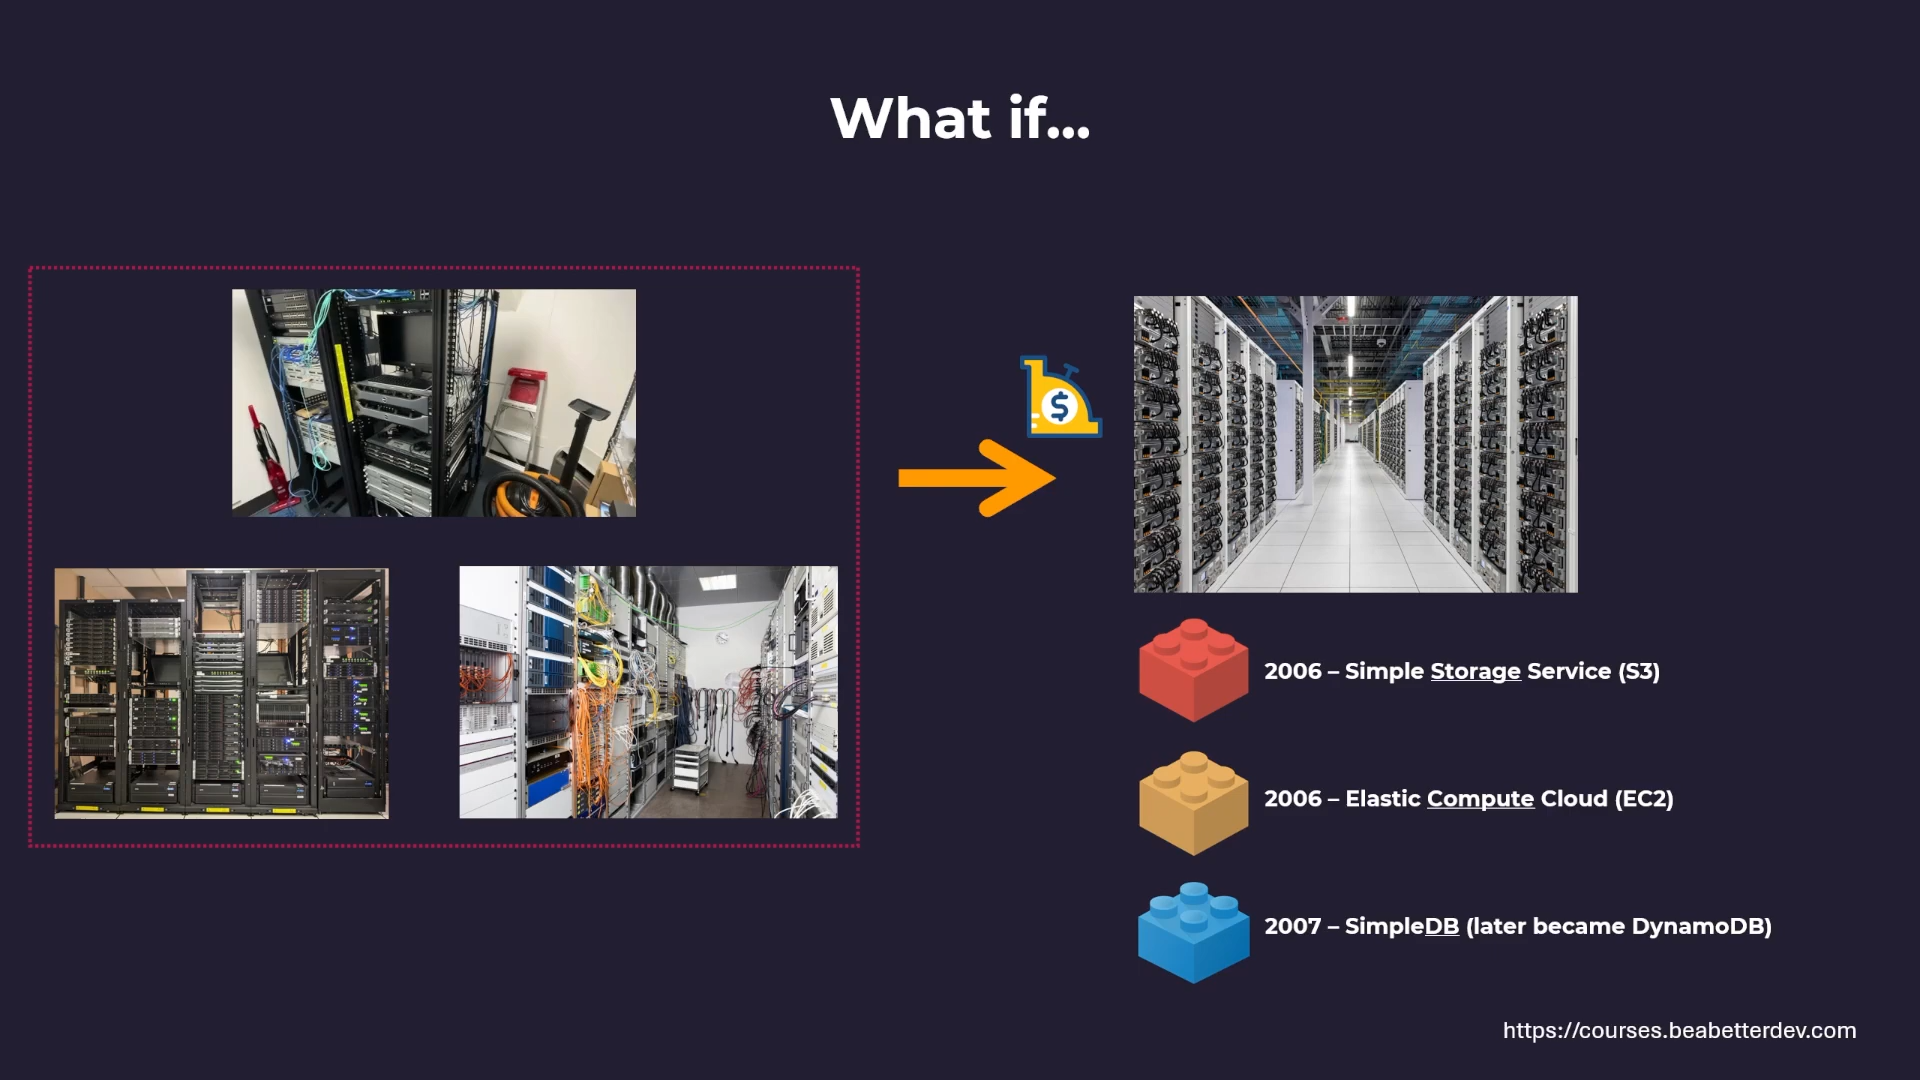 What if...
$
2006 – Simple Storage Service (S3)
2006 – Elastic Compute Cloud (EC2)
2007 – SimpleDB (later became DynamoDB)
https://courses.beabetterdev.com